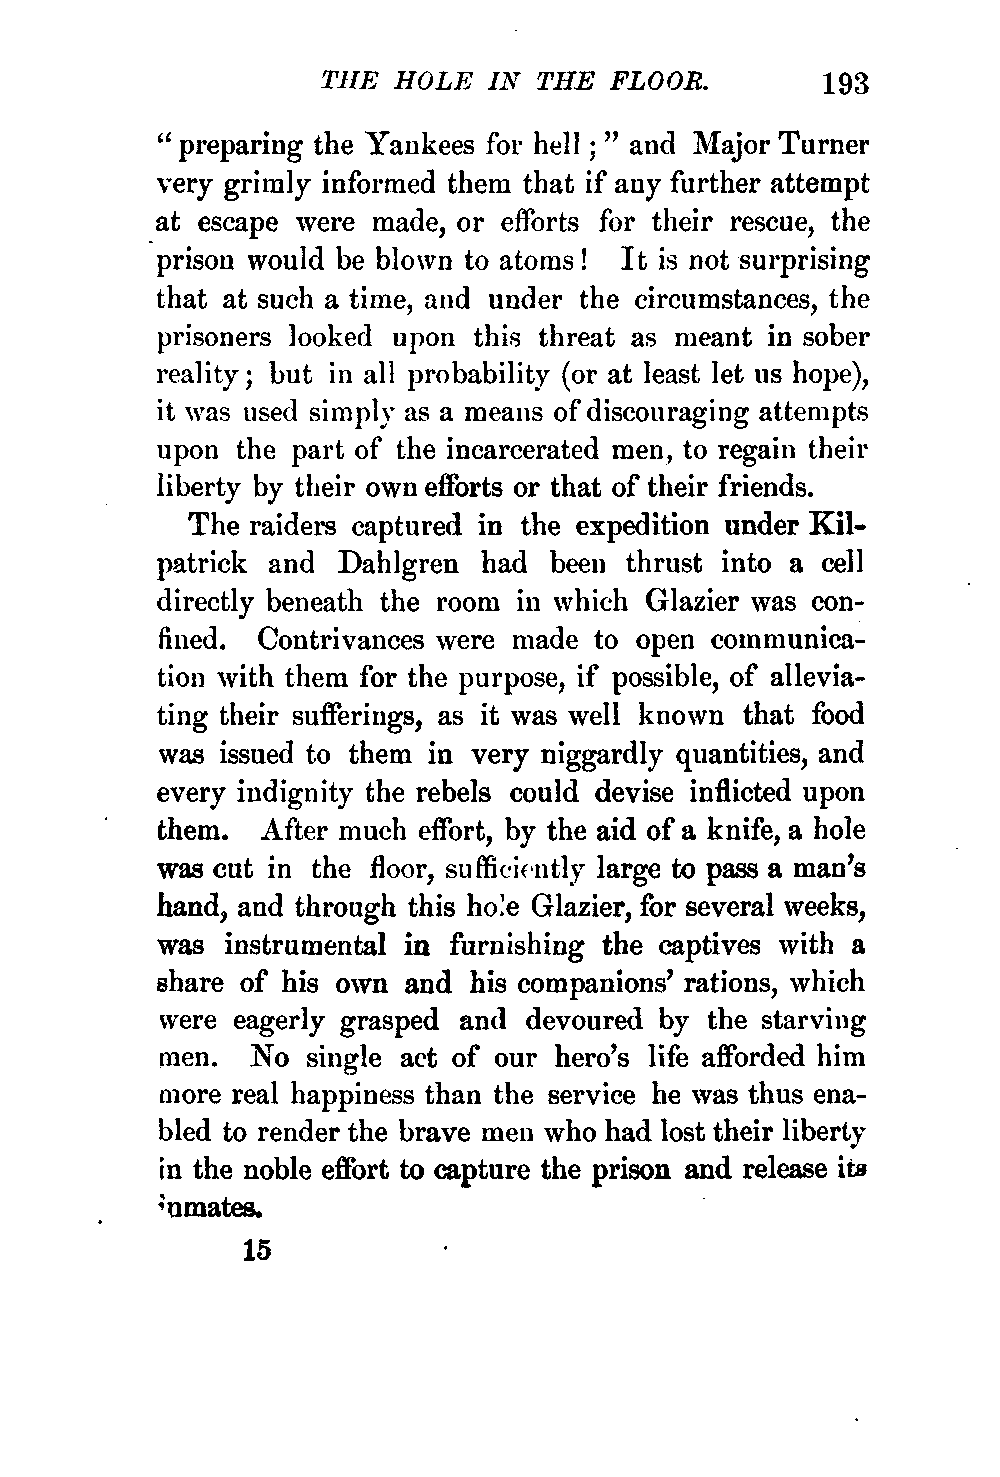 THE HOLE IN THE FLOOR. 193
“preparing the Yankees for hell;” and Major Turner
very grimly informed them that if any further attempt
at escape were made, or efforts for their rescue, the
prison would be blown to atoms! It is not surprising
that at such a time, and under the circumstances, the
prisoners looked upon this threat as meant in sober
reality; but in all probability (or at least let us hope),
it was used simply as a means of discouraging attempts
upon the part of the incarcerated men, to regain their
liberty by their own efforts or that of their friends.
The raiders captured in the expedition under Kil-
patrick and Dahlgren had been thrust into a cell
directly beneath the room in which Glazier was con-
fined. Contrivances were made to open communica-
tion with them for the purpose, if possible, of allevia-
ting their sufferings, as it was well known that food
was issued to them in very niggardly quantities, and
every indignity the rebels could devise inflicted upon
them. After much effort, by the aid of a knife, a hole
was cut in the floor, sufficiently large to pass a man’s
hand, and through this hole Glazier, for several weeks,
was instrumental in furnishing the captives with a
share of his own and his companions’ rations, which
were eagerly grasped and devoured by the starving
men. No single act of our hero’s life afforded him
more real happiness than the service he was thus ena-
bled to render the brave men who had lost their liberty
in the noble effort to capture the prison and release its
inmates.
15